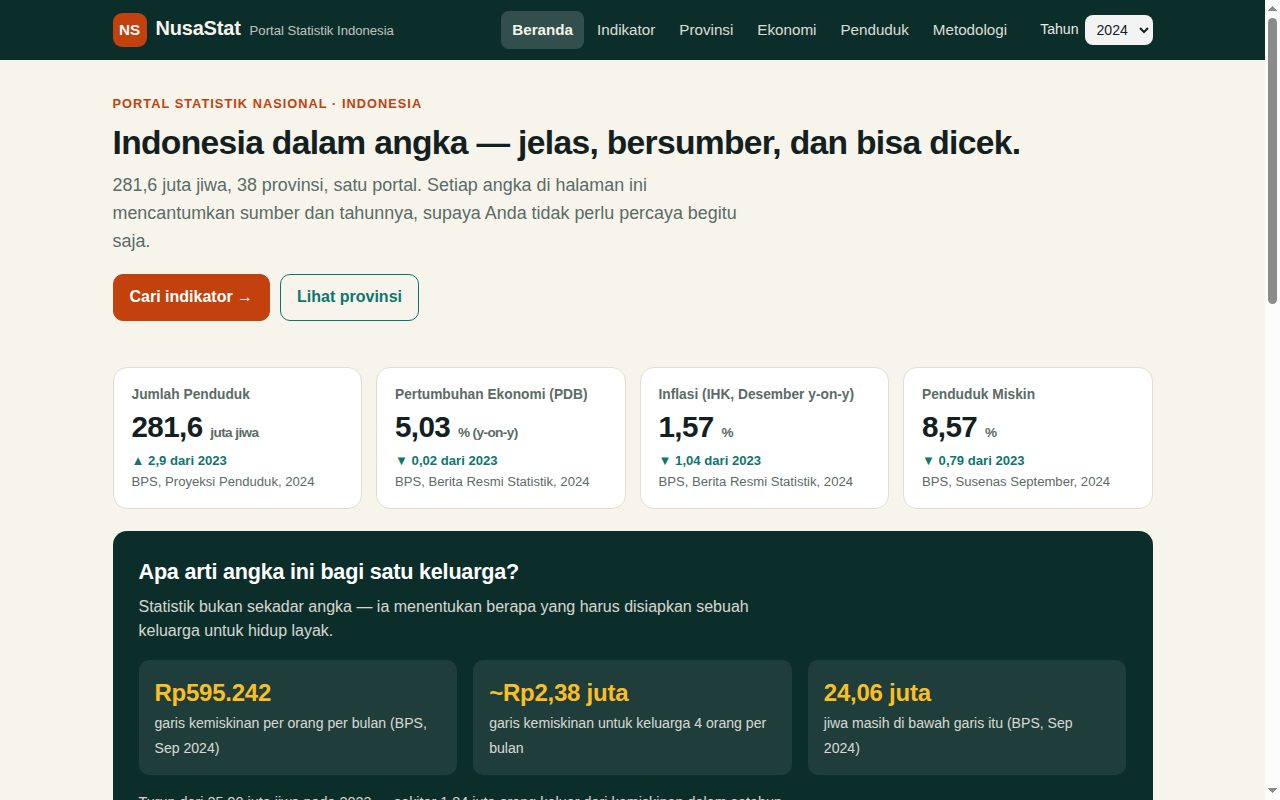 NS NusaStat Portal Statistik Indonesia Beranda Indikator Provinsi Ekonomi Penduduk Metodologi Tahun 2024
PORTAL STATISTIK NASIONAL · INDONESIA
Indonesia dalam angka — jelas, bersumber, dan bisa dicek.
281,6 juta jiwa, 38 provinsi, satu portal. Setiap angka di halaman ini
mencantumkan sumber dan tahunnya, supaya Anda tidak perlu percaya begitu
saja.
Cari indikator → Lihat provinsi
Jumlah Penduduk
281,6 juta jiwa
▲ 2,9 dari 2023
BPS, Proyeksi Penduduk, 2024
Pertumbuhan Ekonomi (PDB)
5,03 % (y-on-y)
▼ 0,02 dari 2023
BPS, Berita Resmi Statistik, 2024
Inflasi (IHK, Desember y-on-y)
1,57 %
▼ 1,04 dari 2023
BPS, Berita Resmi Statistik, 2024
Penduduk Miskin
8,57 %
▼ 0,79 dari 2023
BPS, Susenas September, 2024
Apa arti angka ini bagi satu keluarga?
Statistik bukan sekadar angka — ia menentukan berapa yang harus disiapkan sebuah
keluarga untuk hidup layak.
Rp595.242
garis kemiskinan per orang per bulan (BPS,
Sep 2024)
~Rp2,38 juta
garis kemiskinan untuk keluarga 4 orang per
bulan
24,06 juta
jiwa masih di bawah garis itu (BPS, Sep
2024)